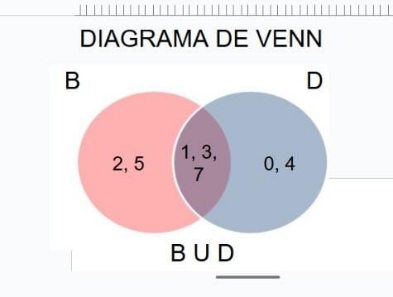 DIAGRAMA DE VENN
B D
2, 5 1, 3, 0, 4
7
B U D